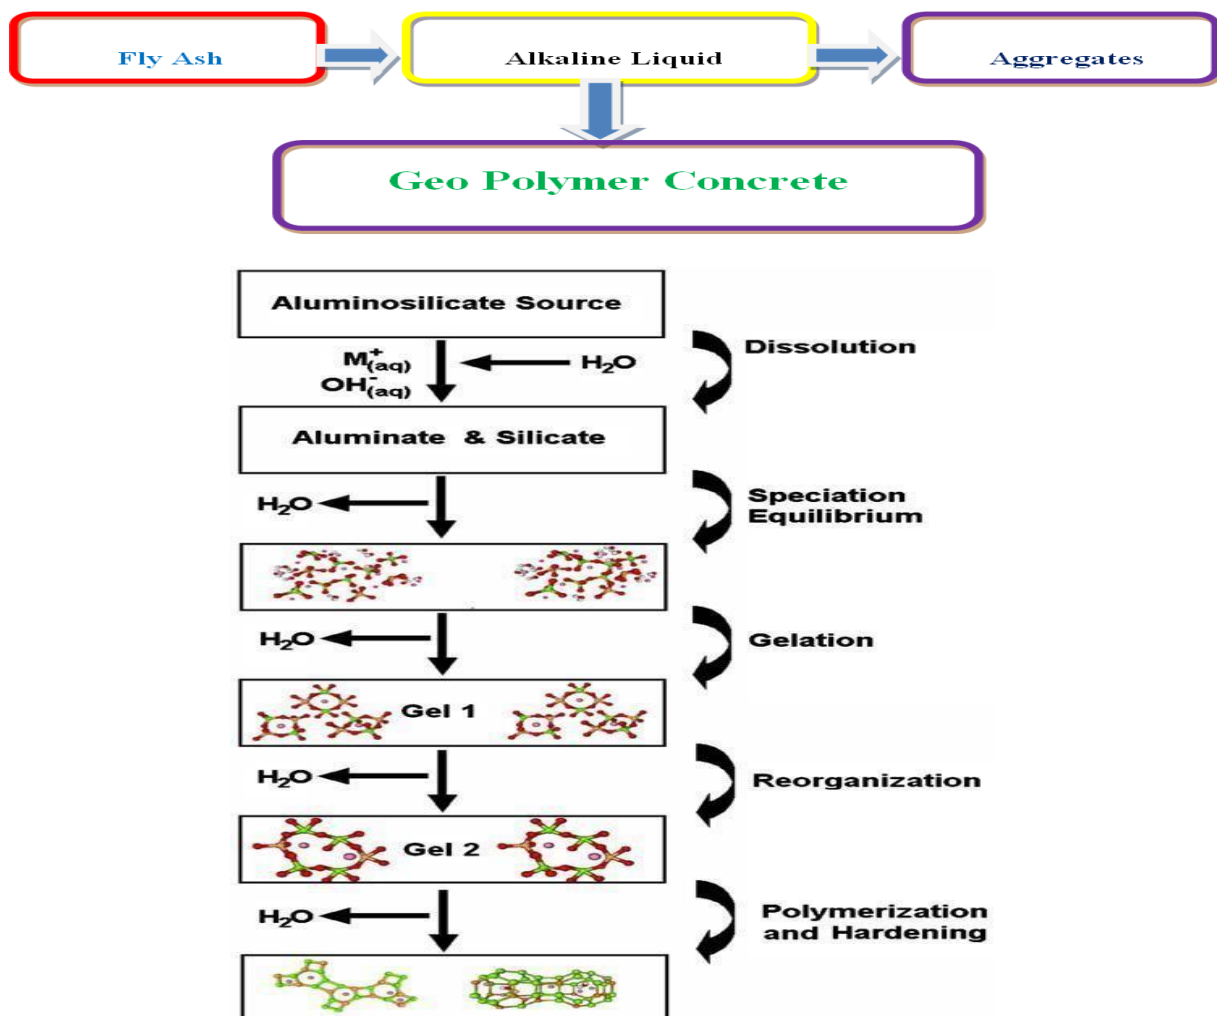 Fly Ash
Alkaline Liquid
Aggregates
Geo Polymer Concrete
Aluminosilicate Source
M+(aq)
OH-(aq)
H2O
Dissolution
Aluminate & Silicate
H2O
Speciation
Equilibrium
H2O
Gelation
Gel 1
H2O
Reorganization
Gel 2
H2O
Polymerization
and Hardening